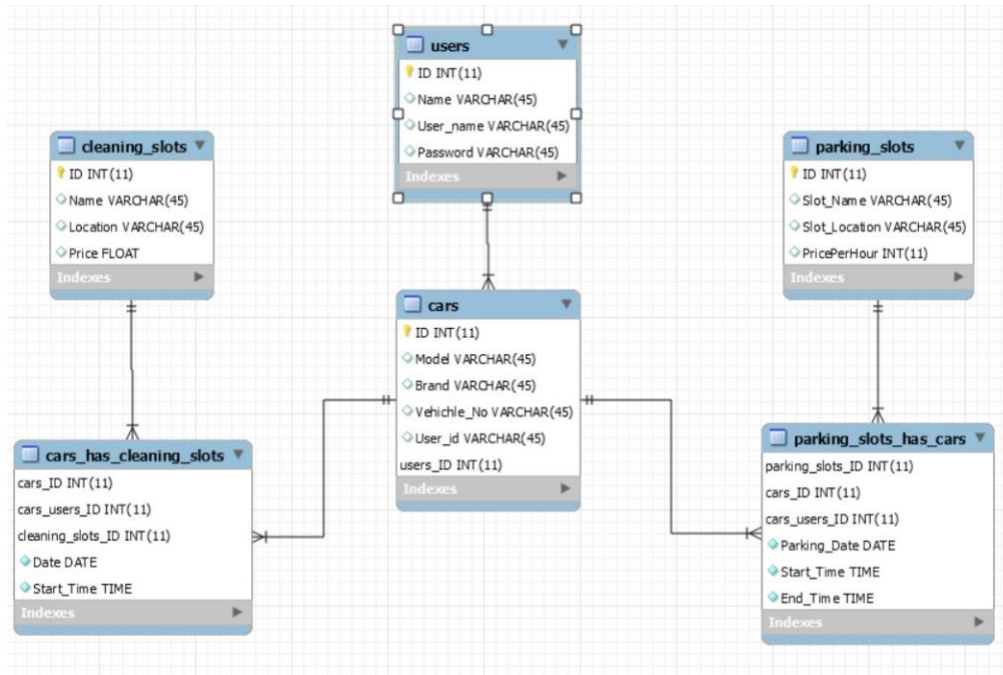 users
ID INT(11)
Name VARCHAR(45)
User_name VARCHAR(45)
Password VARCHAR(45)
Indexes
cleaning_slots
ID INT(11)
Name VARCHAR(45)
Location VARCHAR(45)
Price FLOAT
Indexes
parking_slots
ID INT(11)
Slot_Name VARCHAR(45)
Slot_Location VARCHAR(45)
PricePerHour INT(11)
Indexes
cars
ID INT(11)
Model VARCHAR(45)
Brand VARCHAR(45)
Vehichle_No VARCHAR(45)
User_id VARCHAR(45)
users_ID INT(11)
Indexes
cars_has_cleaning_slots
cars_ID INT(11)
cars_users_ID INT(11)
cleaning_slots_ID INT(11)
Date DATE
Start_Time TIME
Indexes
parking_slots_has_cars
parking_slots_ID INT(11)
cars_ID INT(11)
cars_users_ID INT(11)
Parking_Date DATE
Start_Time TIME
End_Time TIME
Indexes